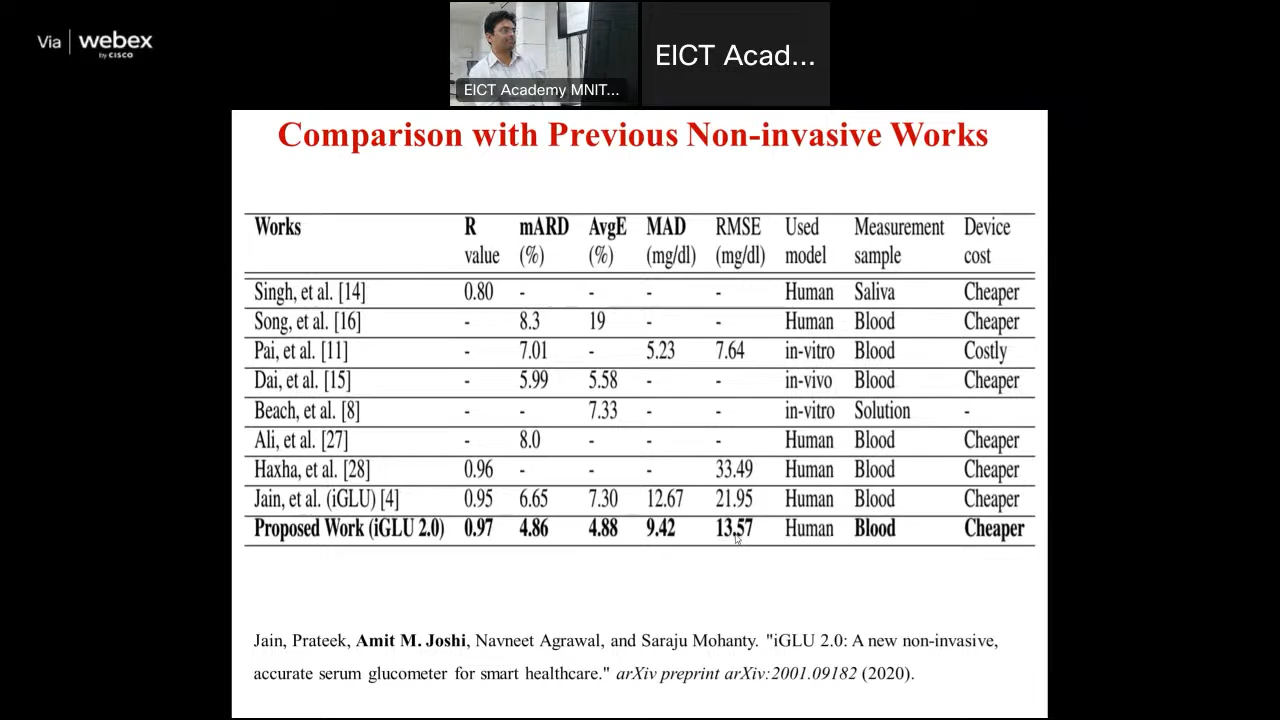 Via | webex
by CISCO
EICT Academy MNIT...
EICT Acad...
Comparison with Previous Non-invasive Works
Works R mARD AvgE MAD RMSE Used Measurement Device
value (%) (%) (mg/dl) (mg/dl) model sample cost
Singh, et al. [14] 0.80 - - - - Human Saliva Cheaper
Song, et al. [16] - 8.3 19 - - Human Blood Cheaper
Pai, et al. [11] - 7.01 - 5.23 7.64 in-vitro Blood Costly
Dai, et al. [15] - 5.99 5.58 - - in-vivo Blood Cheaper
Beach, et al. [8] - - 7.33 - - in-vitro Solution -
Ali, et al. [27] - 8.0 - - - Human Blood Cheaper
Haxha, et al. [28] 0.96 - - - 33.49 Human Blood Cheaper
Jain, et al. (iGLU) [4] 0.95 6.65 7.30 12.67 21.95 Human Blood Cheaper
Proposed Work (iGLU 2.0) 0.97 4.86 4.88 9.42 13.57 Human Blood Cheaper
Jain, Prateek, Amit M. Joshi, Navneet Agrawal, and Saraju Mohanty. "iGLU 2.0: A new non-invasive,
accurate serum glucometer for smart healthcare." arXiv preprint arXiv:2001.09182 (2020).